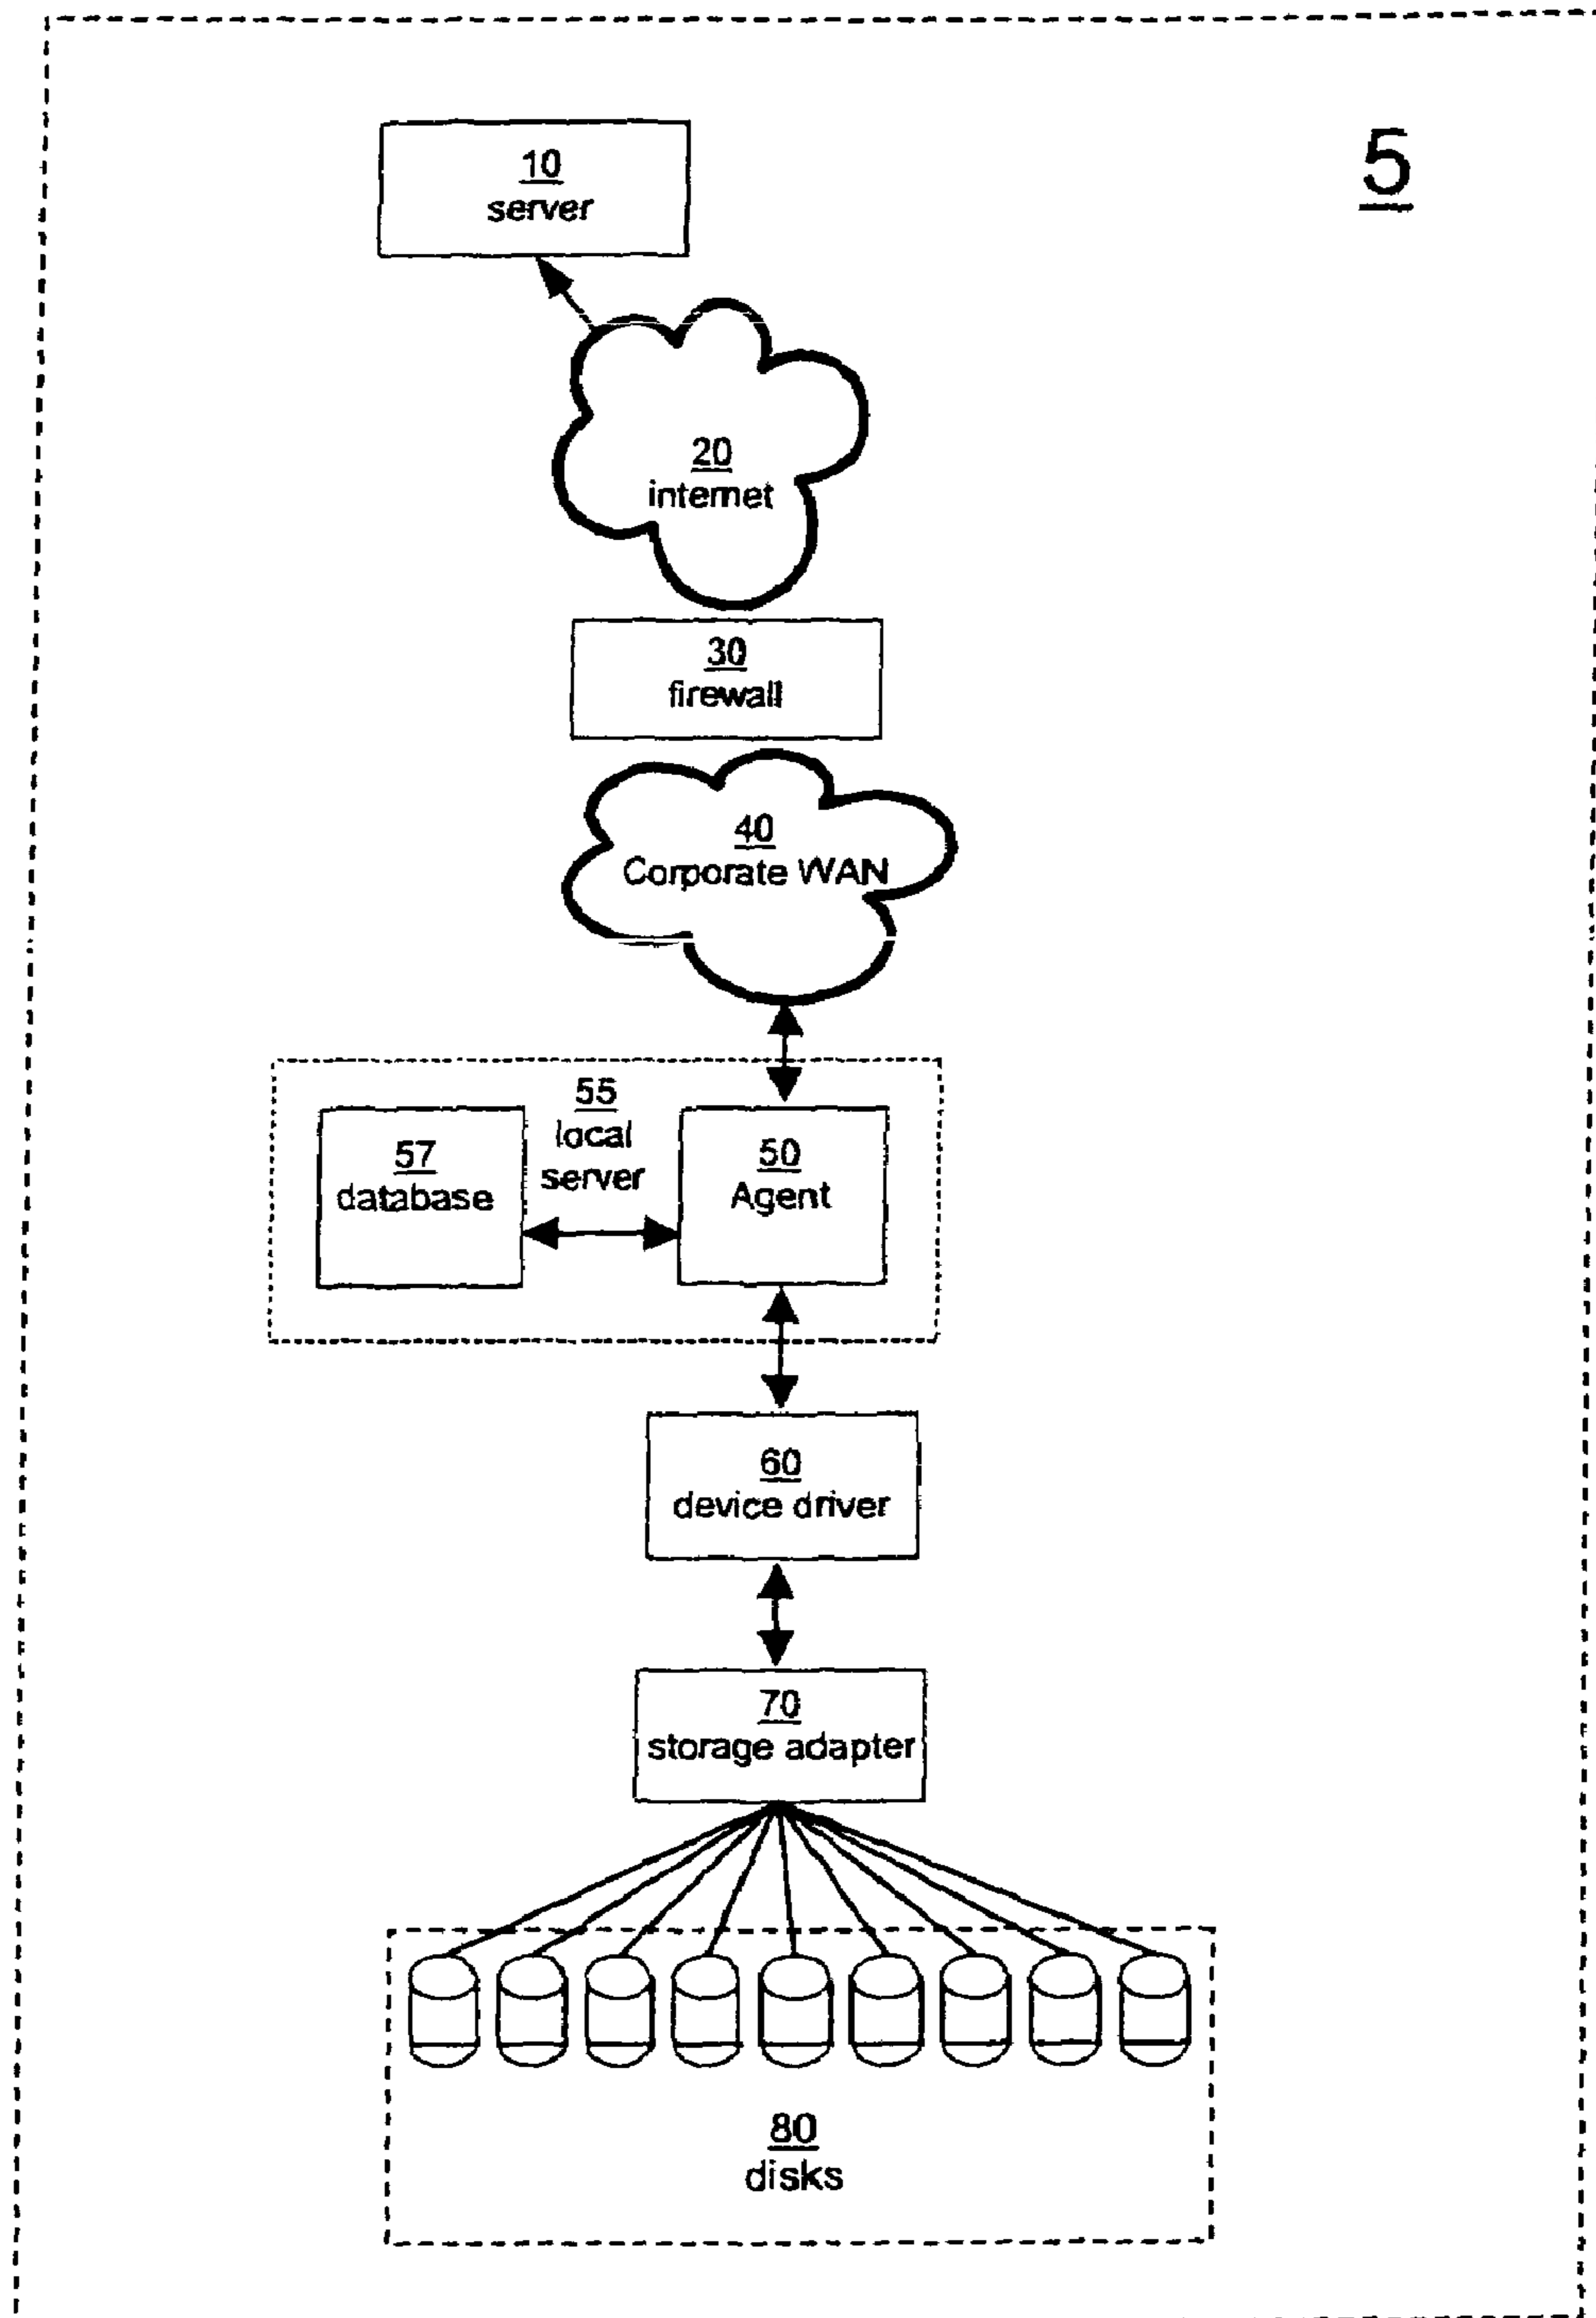 5
10
server
20
internet
30
firewall
40
Corporate WAN
55
local
server
57
database
50
Agent
60
device driver
70
storage adapter
80
disks